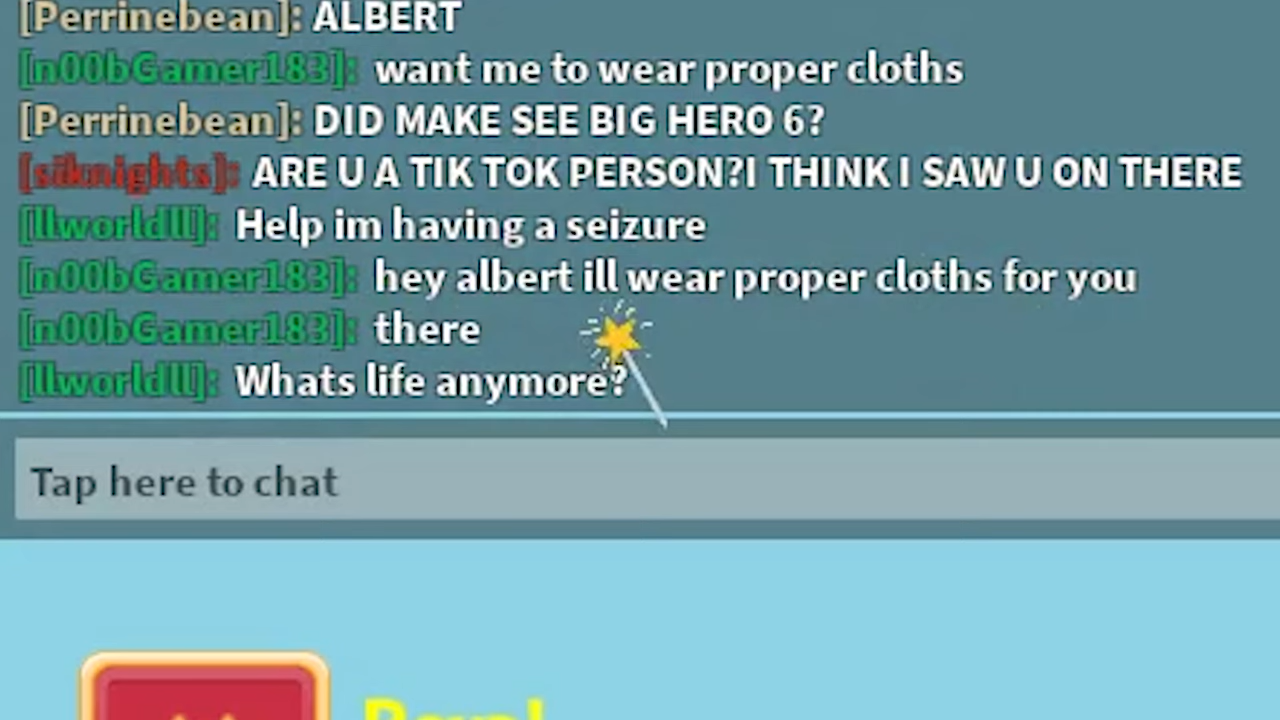 [Perrinebean]: ALBERT
[n00bGamer183]: want me to wear proper cloths
[Perrinebean]: DID MAKE SEE BIG HERO 6?
[siknights]: ARE U A TIK TOK PERSON?I THINK I SAW U ON THERE
[llworldll]: Help im having a seizure
[n00bGamer183]: hey albert ill wear proper cloths for you
[n00bGamer183]: there
[llworldll]: Whats life anymore?
Tap here to chat